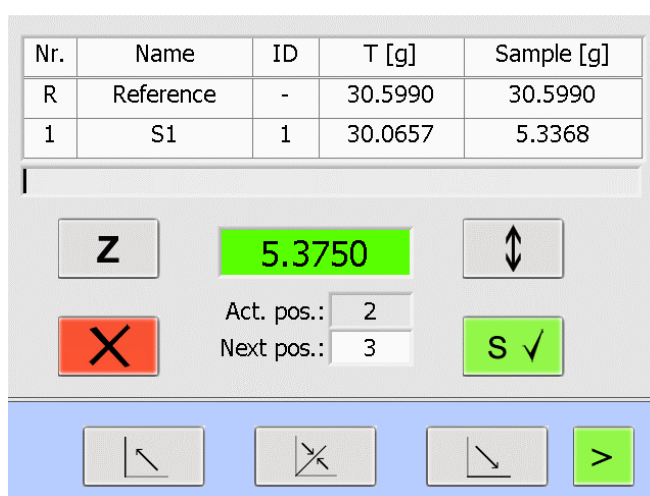 Nr. Name ID T [g] Sample [g]
R Reference - 30.5990 30.5990
1 S1 1 30.0657 5.3368
Z 5.3750
Act. pos.: 2
Next pos.: 3
S √
>